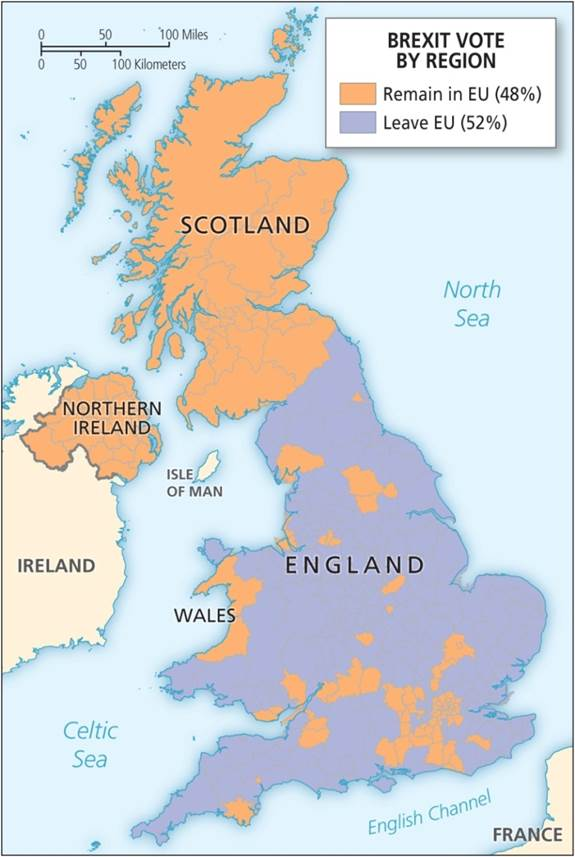 0 50 100 Miles
0 50 100 Kilometers
BREXIT VOTE
BY REGION
Remain in EU (48%)
Leave EU (52%)
SCOTLAND
North
Sea
NORTHERN
IRELAND
ISLE
OF MAN
IRELAND
ENGLAND
WALES
Celtic
Sea
English Channel
FRANCE